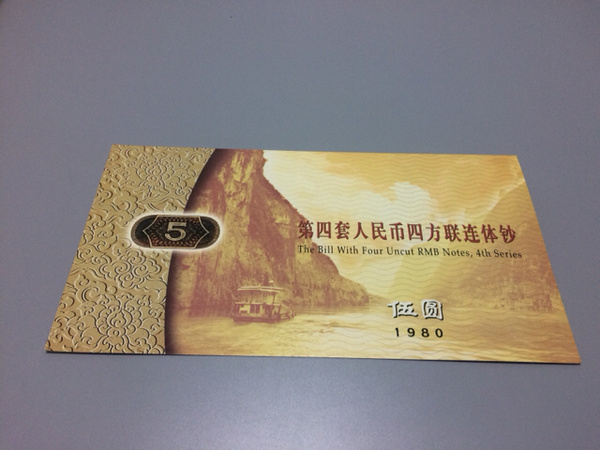 5
第四套人民币四方联连体钞
The Bill With Four Uncut RMB Notes, 4th Series
伍圆
1980